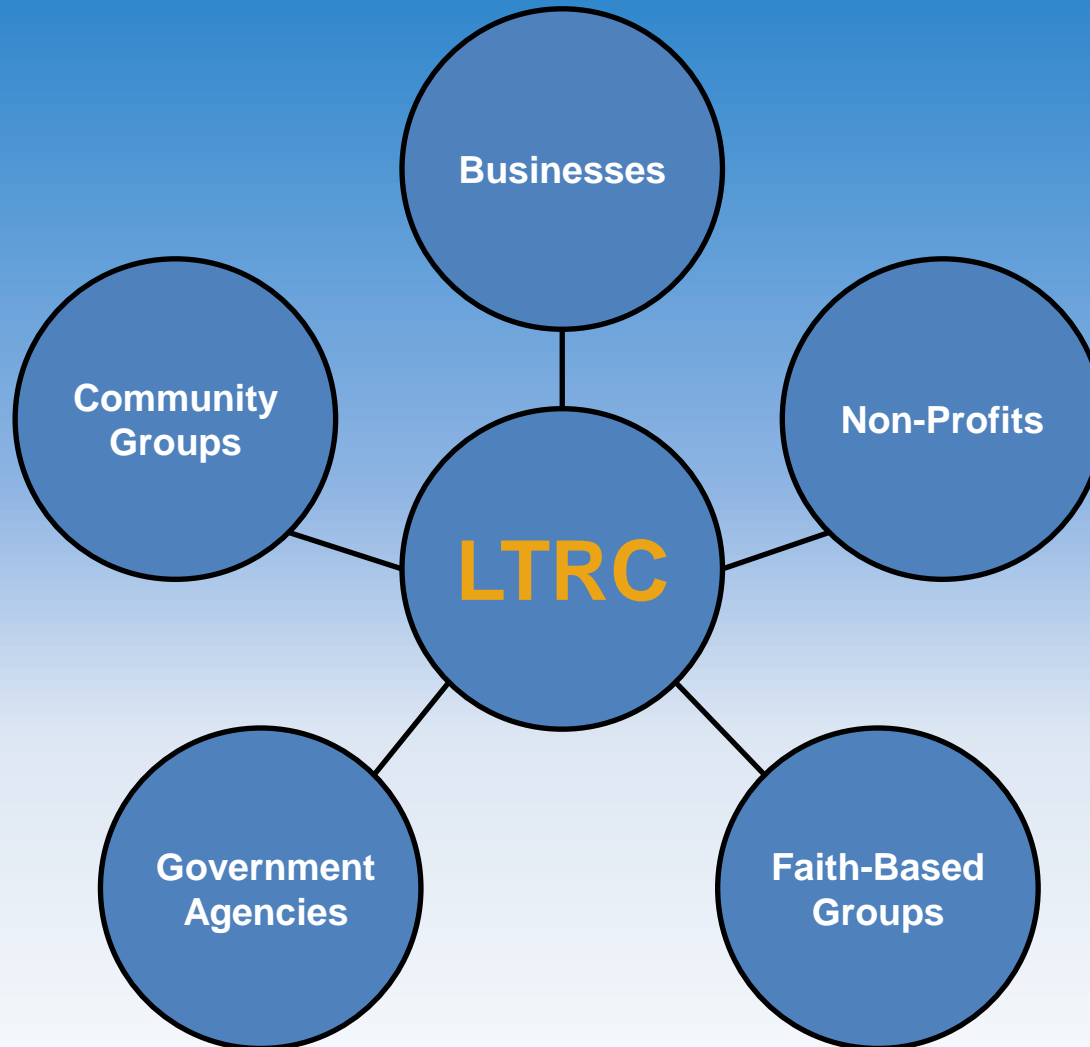 Businesses
Community
Groups
Non-Profits
LTRC
Government
Agencies
Faith-Based
Groups